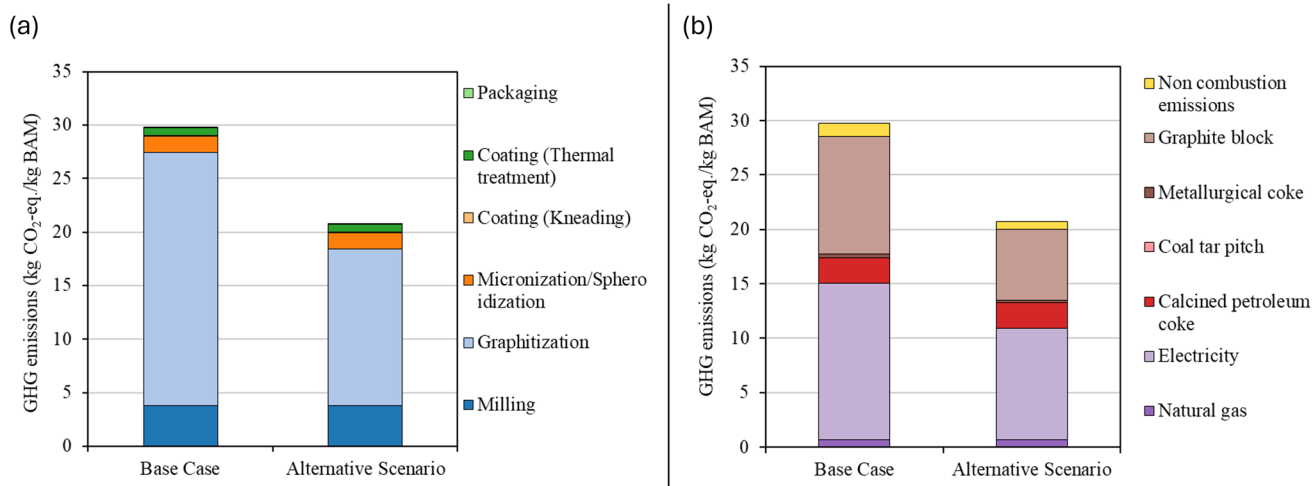 (a)
GHG emissions (kg CO₂-eq./kg BAM)
35
30
25
20
15
10
5
0
Base Case
Alternative Scenario
Packaging
Coating (Thermal
treatment)
Coating (Kneading)
Micronization/Sphero
idization
Graphitization
Milling
(b)
GHG emissions (kg CO₂-eq./kg BAM)
35
30
25
20
15
10
5
0
Base Case
Alternative Scenario
Non combustion
emissions
Graphite block
Metallurgical coke
Coal tar pitch
Calcined petroleum
coke
Electricity
Natural gas